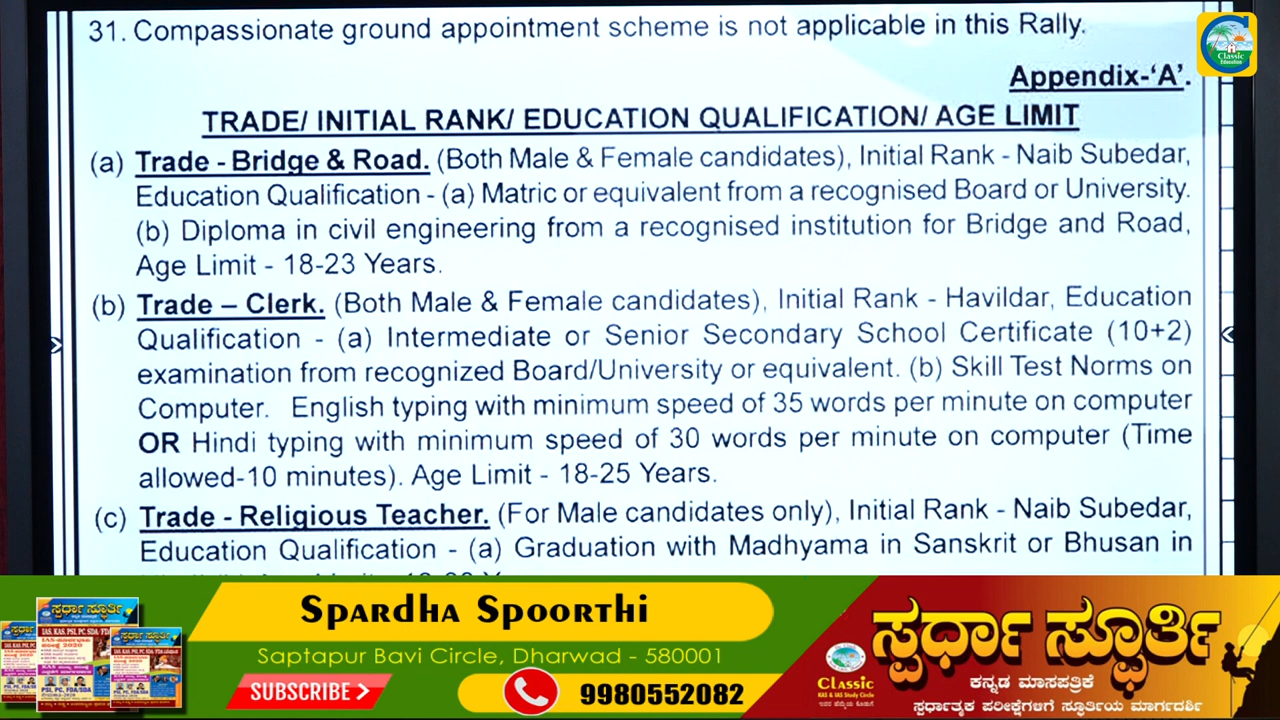 31. Compassionate ground appointment scheme is not applicable in this Rally.
Classic
Education
Appendix-‘A’.
TRADE/ INITIAL RANK/ EDUCATION QUALIFICATION/ AGE LIMIT
(a) Trade - Bridge & Road. (Both Male & Female candidates), Initial Rank - Naib Subedar,
Education Qualification - (a) Matric or equivalent from a recognised Board or University.
(b) Diploma in civil engineering from a recognised institution for Bridge and Road,
Age Limit - 18-23 Years.
(b) Trade – Clerk. (Both Male & Female candidates), Initial Rank - Havildar, Education
Qualification - (a) Intermediate or Senior Secondary School Certificate (10+2)
examination from recognized Board/University or equivalent. (b) Skill Test Norms on
Computer. English typing with minimum speed of 35 words per minute on computer
OR Hindi typing with minimum speed of 30 words per minute on computer (Time
allowed-10 minutes). Age Limit - 18-25 Years.
(c) Trade - Religious Teacher. (For Male candidates only), Initial Rank - Naib Subedar,
Education Qualification - (a) Graduation with Madhyama in Sanskrit or Bhusan in
ಸ್ಪರ್ಧಾ ಸ್ಫೂರ್ತಿ
Spardha Spoorthi
Saptapur Bavi Circle, Dharwad - 580001
SUBSCRIBE
9980552082
ಸ್ಪರ್ಧಾ ಸ್ಫೂರ್ತಿ
Classic
KAS & IAS Study Circle
ಕನ್ನಡ ಮಾಸಪತ್ರಿಕೆ
ಸ್ಪರ್ಧಾತ್ಮಕ ಪರೀಕ್ಷೆಗಳಿಗೆ ಸ್ಫೂರ್ತಿಯ ಮಾರ್ಗದರ್ಶಿ